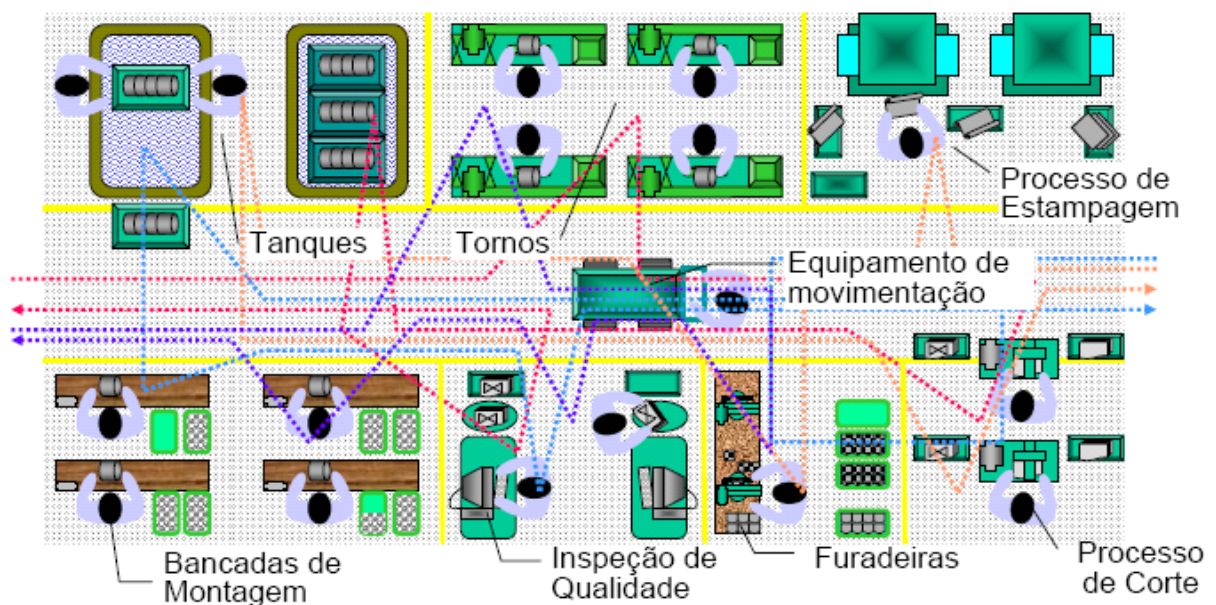 Processo de
Estampagem
Tanques
Tornos
Equipamento de
movimentação
Bancadas de
Montagem
Inspeção de
Qualidade
Furadeiras
Processo
de Corte